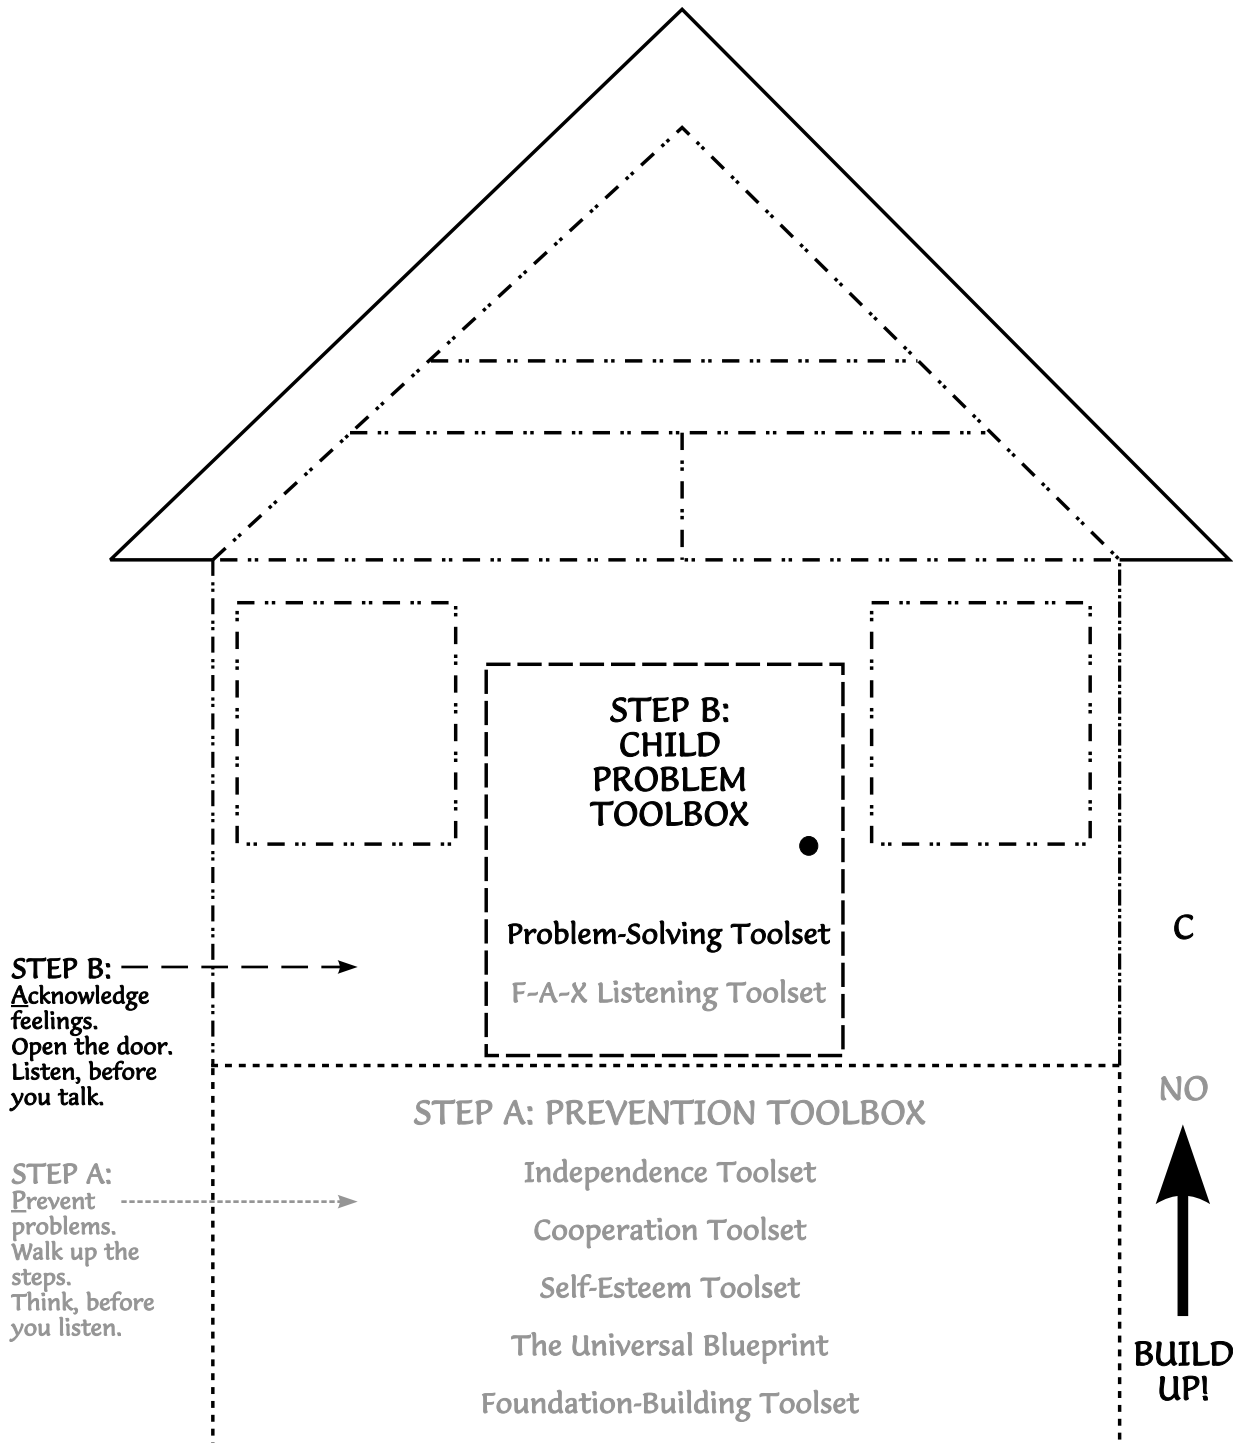 STEP B:
CHILD
PROBLEM
TOOLBOX
Problem-Solving Toolset
F-A-X Listening Toolset
C
STEP B:
Acknowledge
feelings.
Open the door.
Listen, before
you talk.
NO
STEP A: PREVENTION TOOLBOX
Independence Toolset
Cooperation Toolset
Self-Esteem Toolset
The Universal Blueprint
Foundation-Building Toolset
STEP A:
Prevent
problems.
Walk up the
steps.
Think, before
you listen.
BUILD
UP!